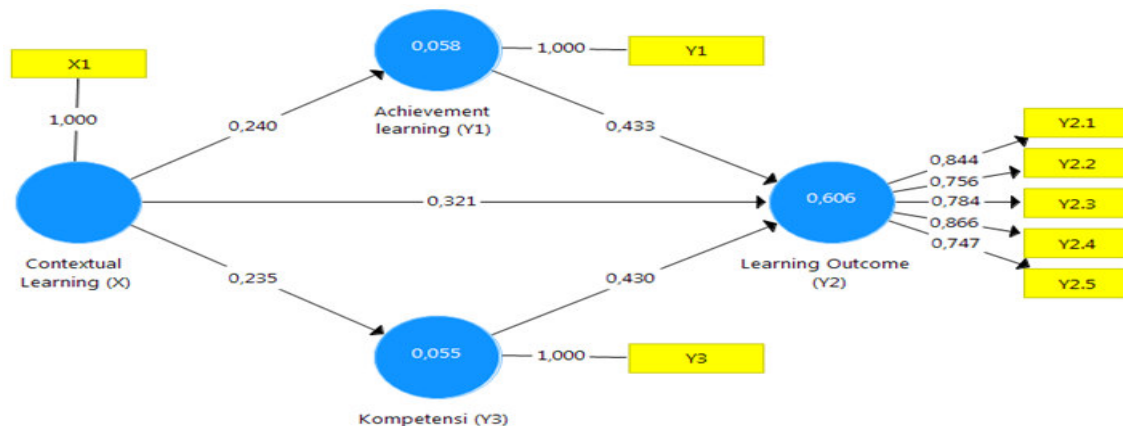 X1
1,000
Contextual
Learning (X)
0,240
0,321
0,235
0,058
Achievement
learning (Y1)
1,000
Y1
0,433
0,430
0,055
Kompetensi (Y3)
1,000
Y3
0,606
Learning Outcome
(Y2)
0,844
0,756
0,784
0,866
0,747
Y2.1
Y2.2
Y2.3
Y2.4
Y2.5